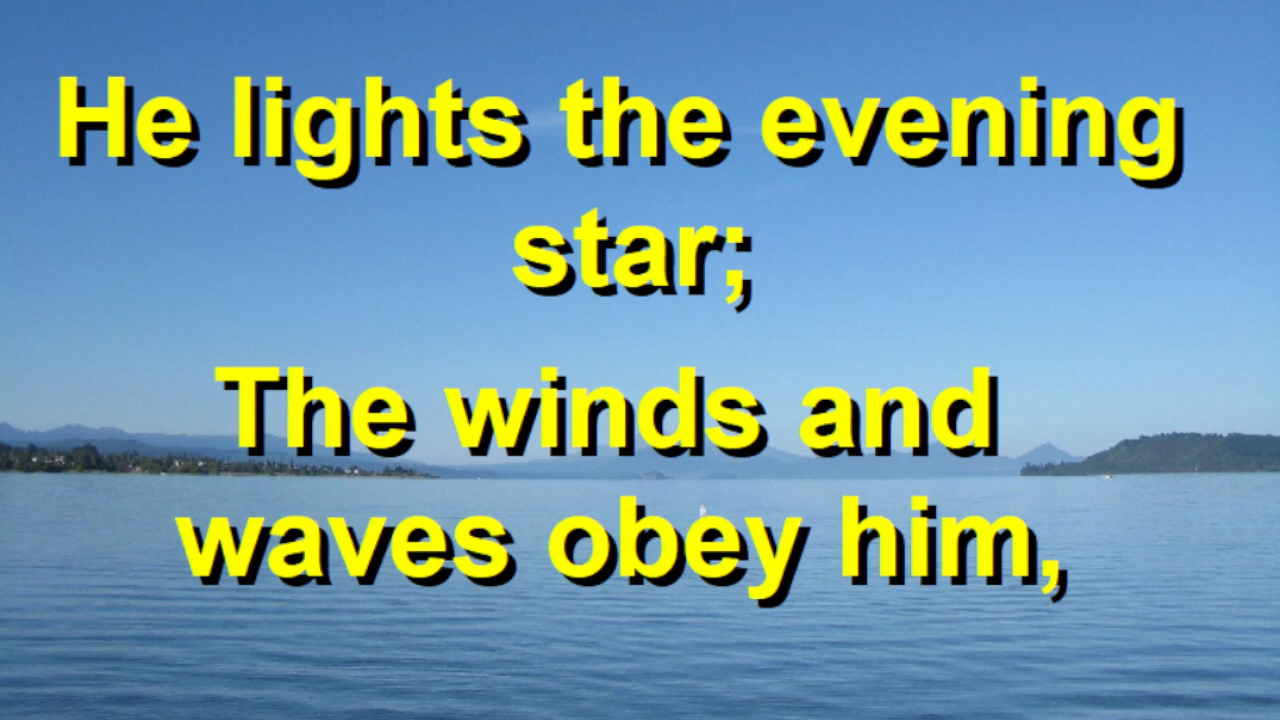 He lights the evening
star;
The winds and
waves obey him,